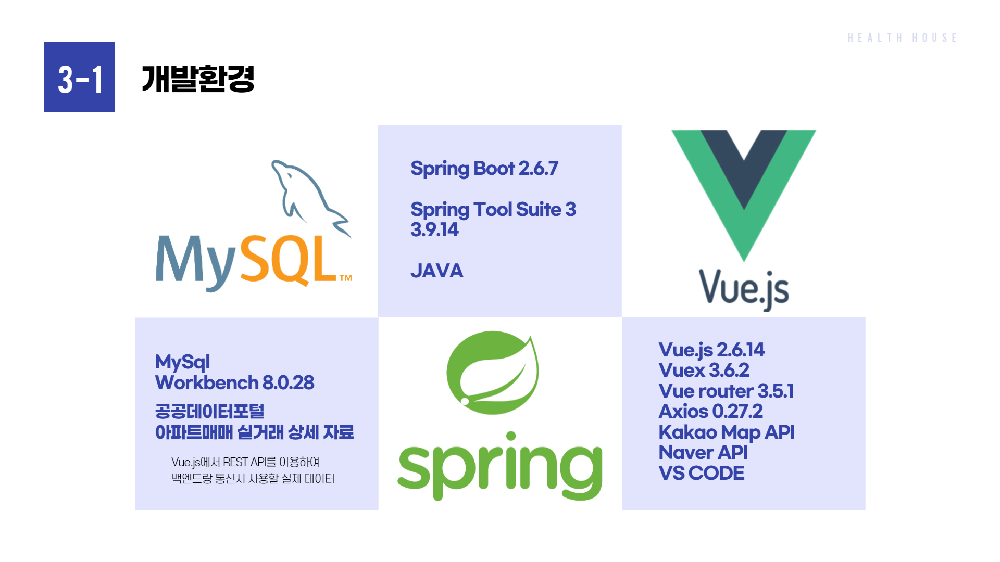 HEALTH HOUSE
3-1
개발환경
MySQL™
Spring Boot 2.6.7
Spring Tool Suite 3
3.9.14
JAVA
Vue.js
MySql
Workbench 8.0.28
공공데이터포털
아파트매매 실거래 상세 자료
Vue.js에서 REST API를 이용하여
백엔드랑 통신시 사용할 실제 데이터
spring
Vue.js 2.6.14
Vuex 3.6.2
Vue router 3.5.1
Axios 0.27.2
Kakao Map API
Naver API
VS CODE